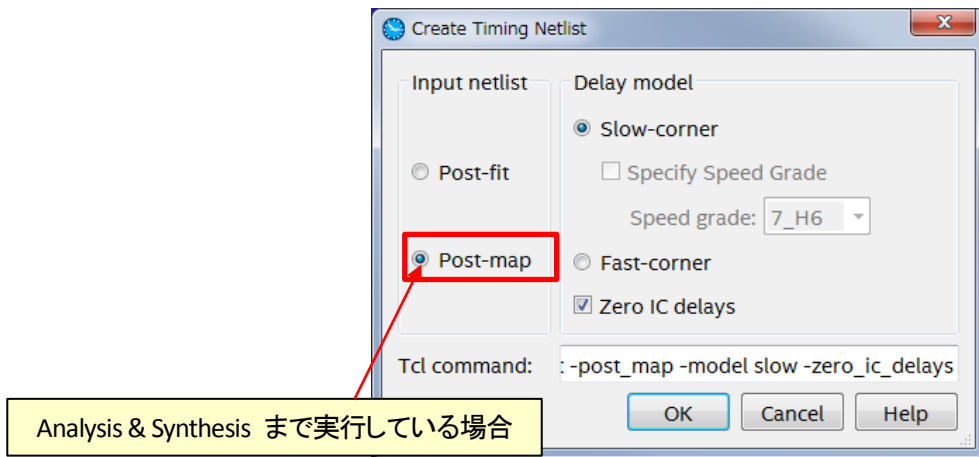 Create Timing Netlist
Input netlist
Delay model
Slow-corner
Post-fit
Specify Speed Grade
Speed grade: 7_H6
Post-map
Fast-corner
Zero IC delays
Tcl command: : -post_map -model slow -zero_ic_delays
Analysis & Synthesis まで実行している場合
OK Cancel Help